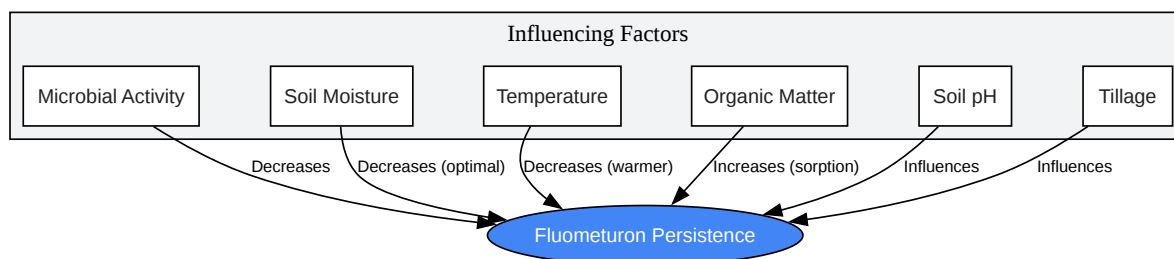 Influencing Factors
Microbial Activity
Soil Moisture
Temperature
Organic Matter
Soil pH
Tillage
Decreases
Decreases (optimal)
Decreases (warmer)
Increases (sorption)
Influences
Influences
Fluometuron Persistence